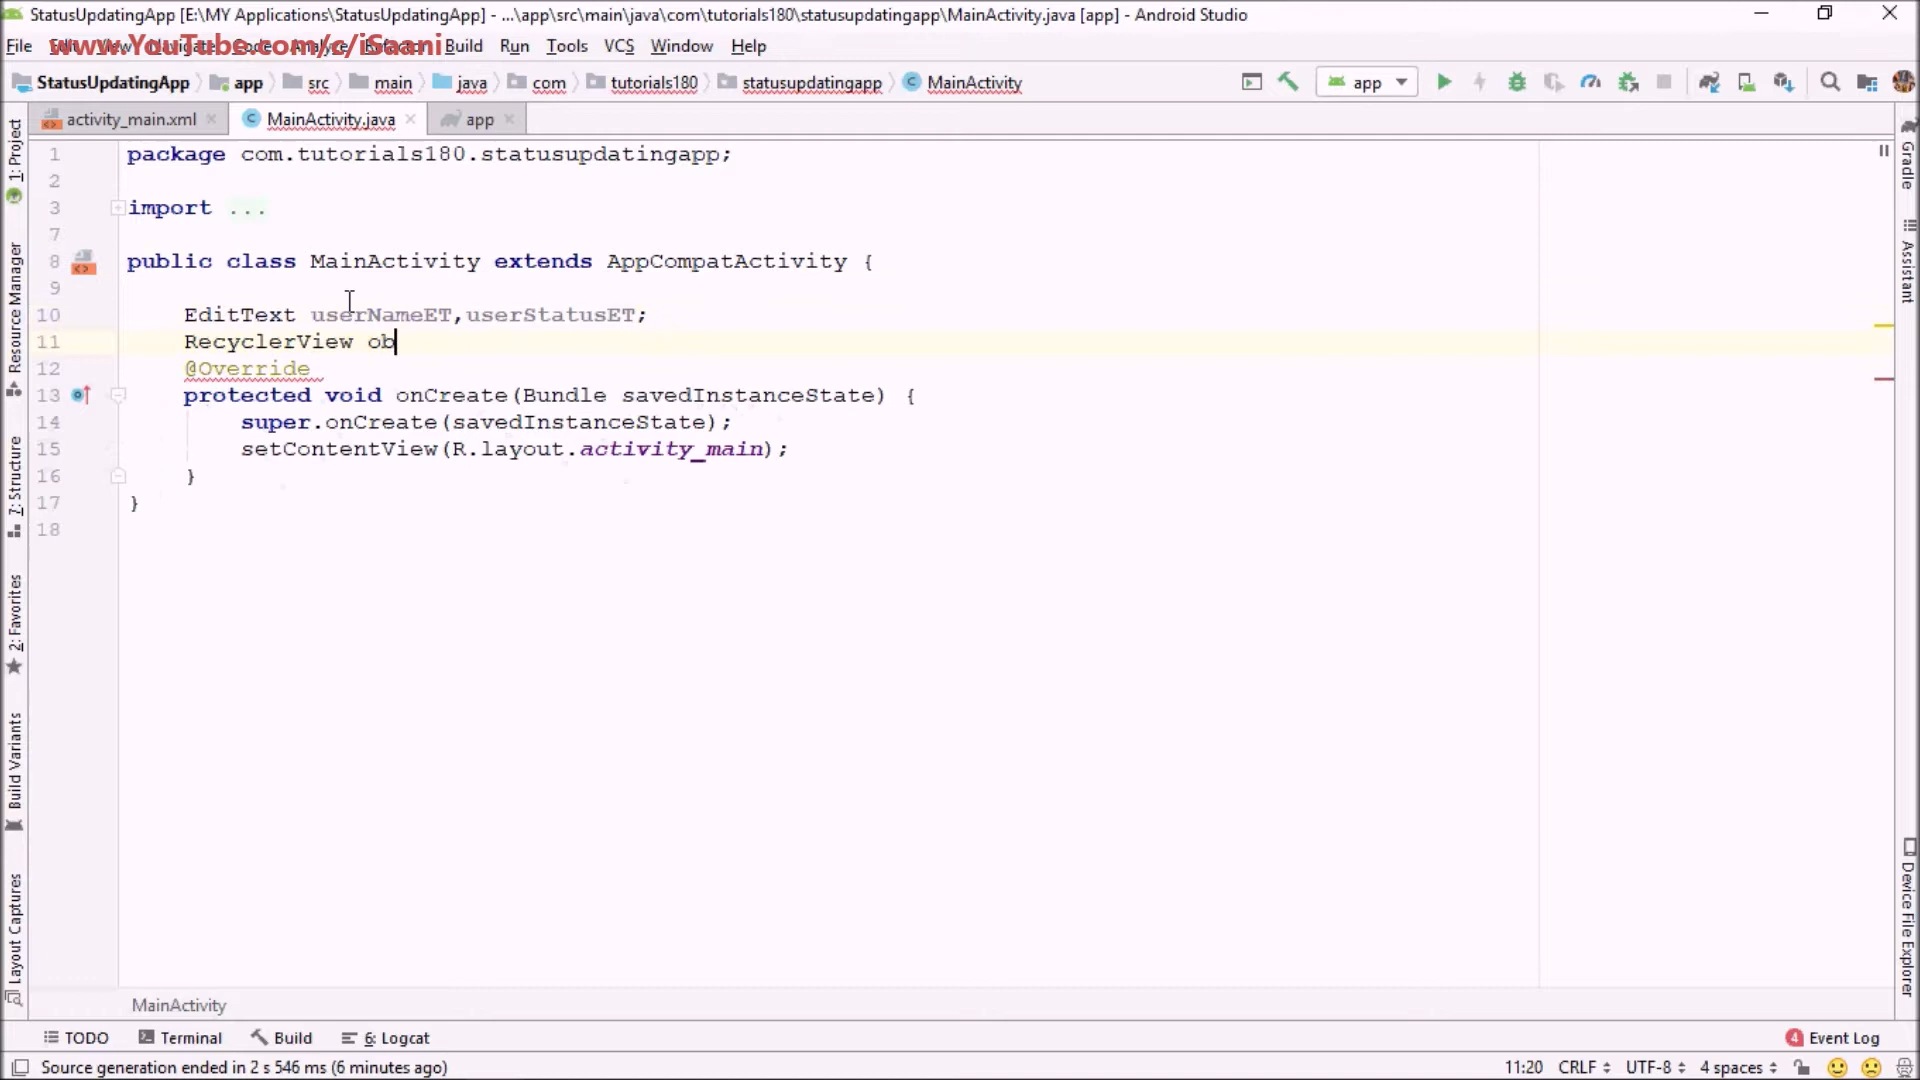 StatusUpdatingApp [E:\MY Applications\StatusUpdatingApp] - ...\app\src\main\java\com\tutorials180\statusupdatingapp\MainActivity.java [app] - Android Studio
www.YouTube.com/c/iSaani
File Build Run Tools VCS Window Help
StatusUpdatingApp app src main java com tutorials180 statusupdatingapp MainActivity app
activity_main.xml MainActivity.java app
1 package com.tutorials180.statusupdatingapp;
2
3 import ...
7
8 public class MainActivity extends AppCompatActivity {
9
10 EditText userNameET,userStatusET;
11 RecyclerView ob
12 @Override
13 protected void onCreate(Bundle savedInstanceState) {
14 super.onCreate(savedInstanceState);
15 setContentView(R.layout.activity_main);
16 }
17 }
18
1: Project
Resource Manager
7: Structure
2: Favorites
Build Variants
Layout Captures
Gradle
Assistant
Device File Explorer
MainActivity
TODO Terminal Build 6: Logcat 4 Event Log
Source generation ended in 2 s 546 ms (6 minutes ago) 11:20 CRLF UTF-8 4 spaces